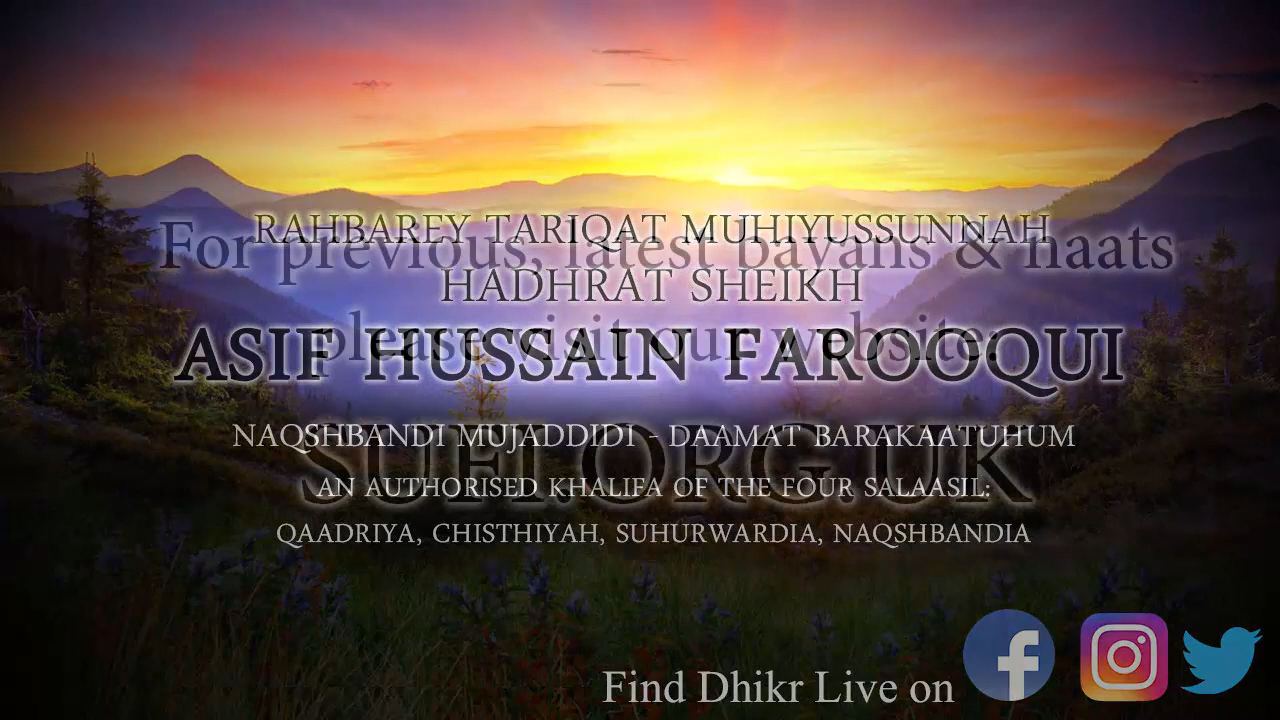 RAHBAREY TARIQAT MUHIYUSSUNNAH
For previous, latest bayans & naats
HADHRAT SHEIKH
please visit our website:
ASIF HUSSAIN FAROOQUI
NAQSHBANDI MUJADDIDI - DAAMAT BARAKAATUHUM
SUFI.ORG.UK
AN AUTHORISED KHALIFA OF THE FOUR SALAASIL:
QAADRIYA, CHISTHIYAH, SUHURWARDIA, NAQSHBANDIA
Find Dhikr Live on